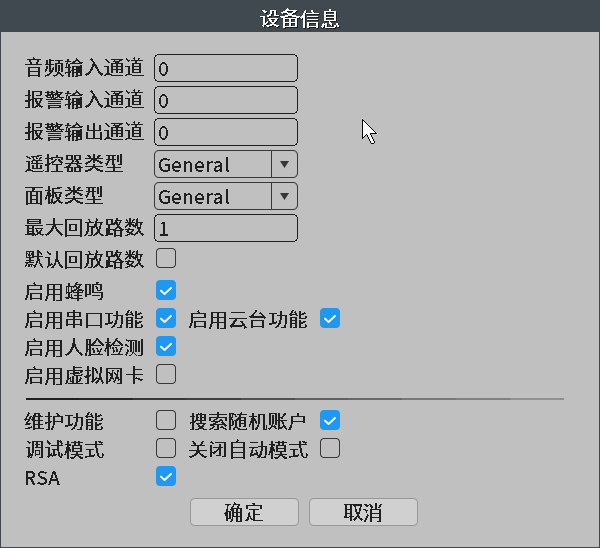 设备信息
音频输入通道 0
报警输入通道 0
报警输出通道 0
遥控器类型 General
面板类型 General
最大回放路数 1
默认回放路数
启用蜂鸣
启用串口功能 启用云台功能
启用人脸检测
启用虚拟网卡
维护功能 搜索随机账户
调试模式 关闭自动模式
RSA
确定 取消